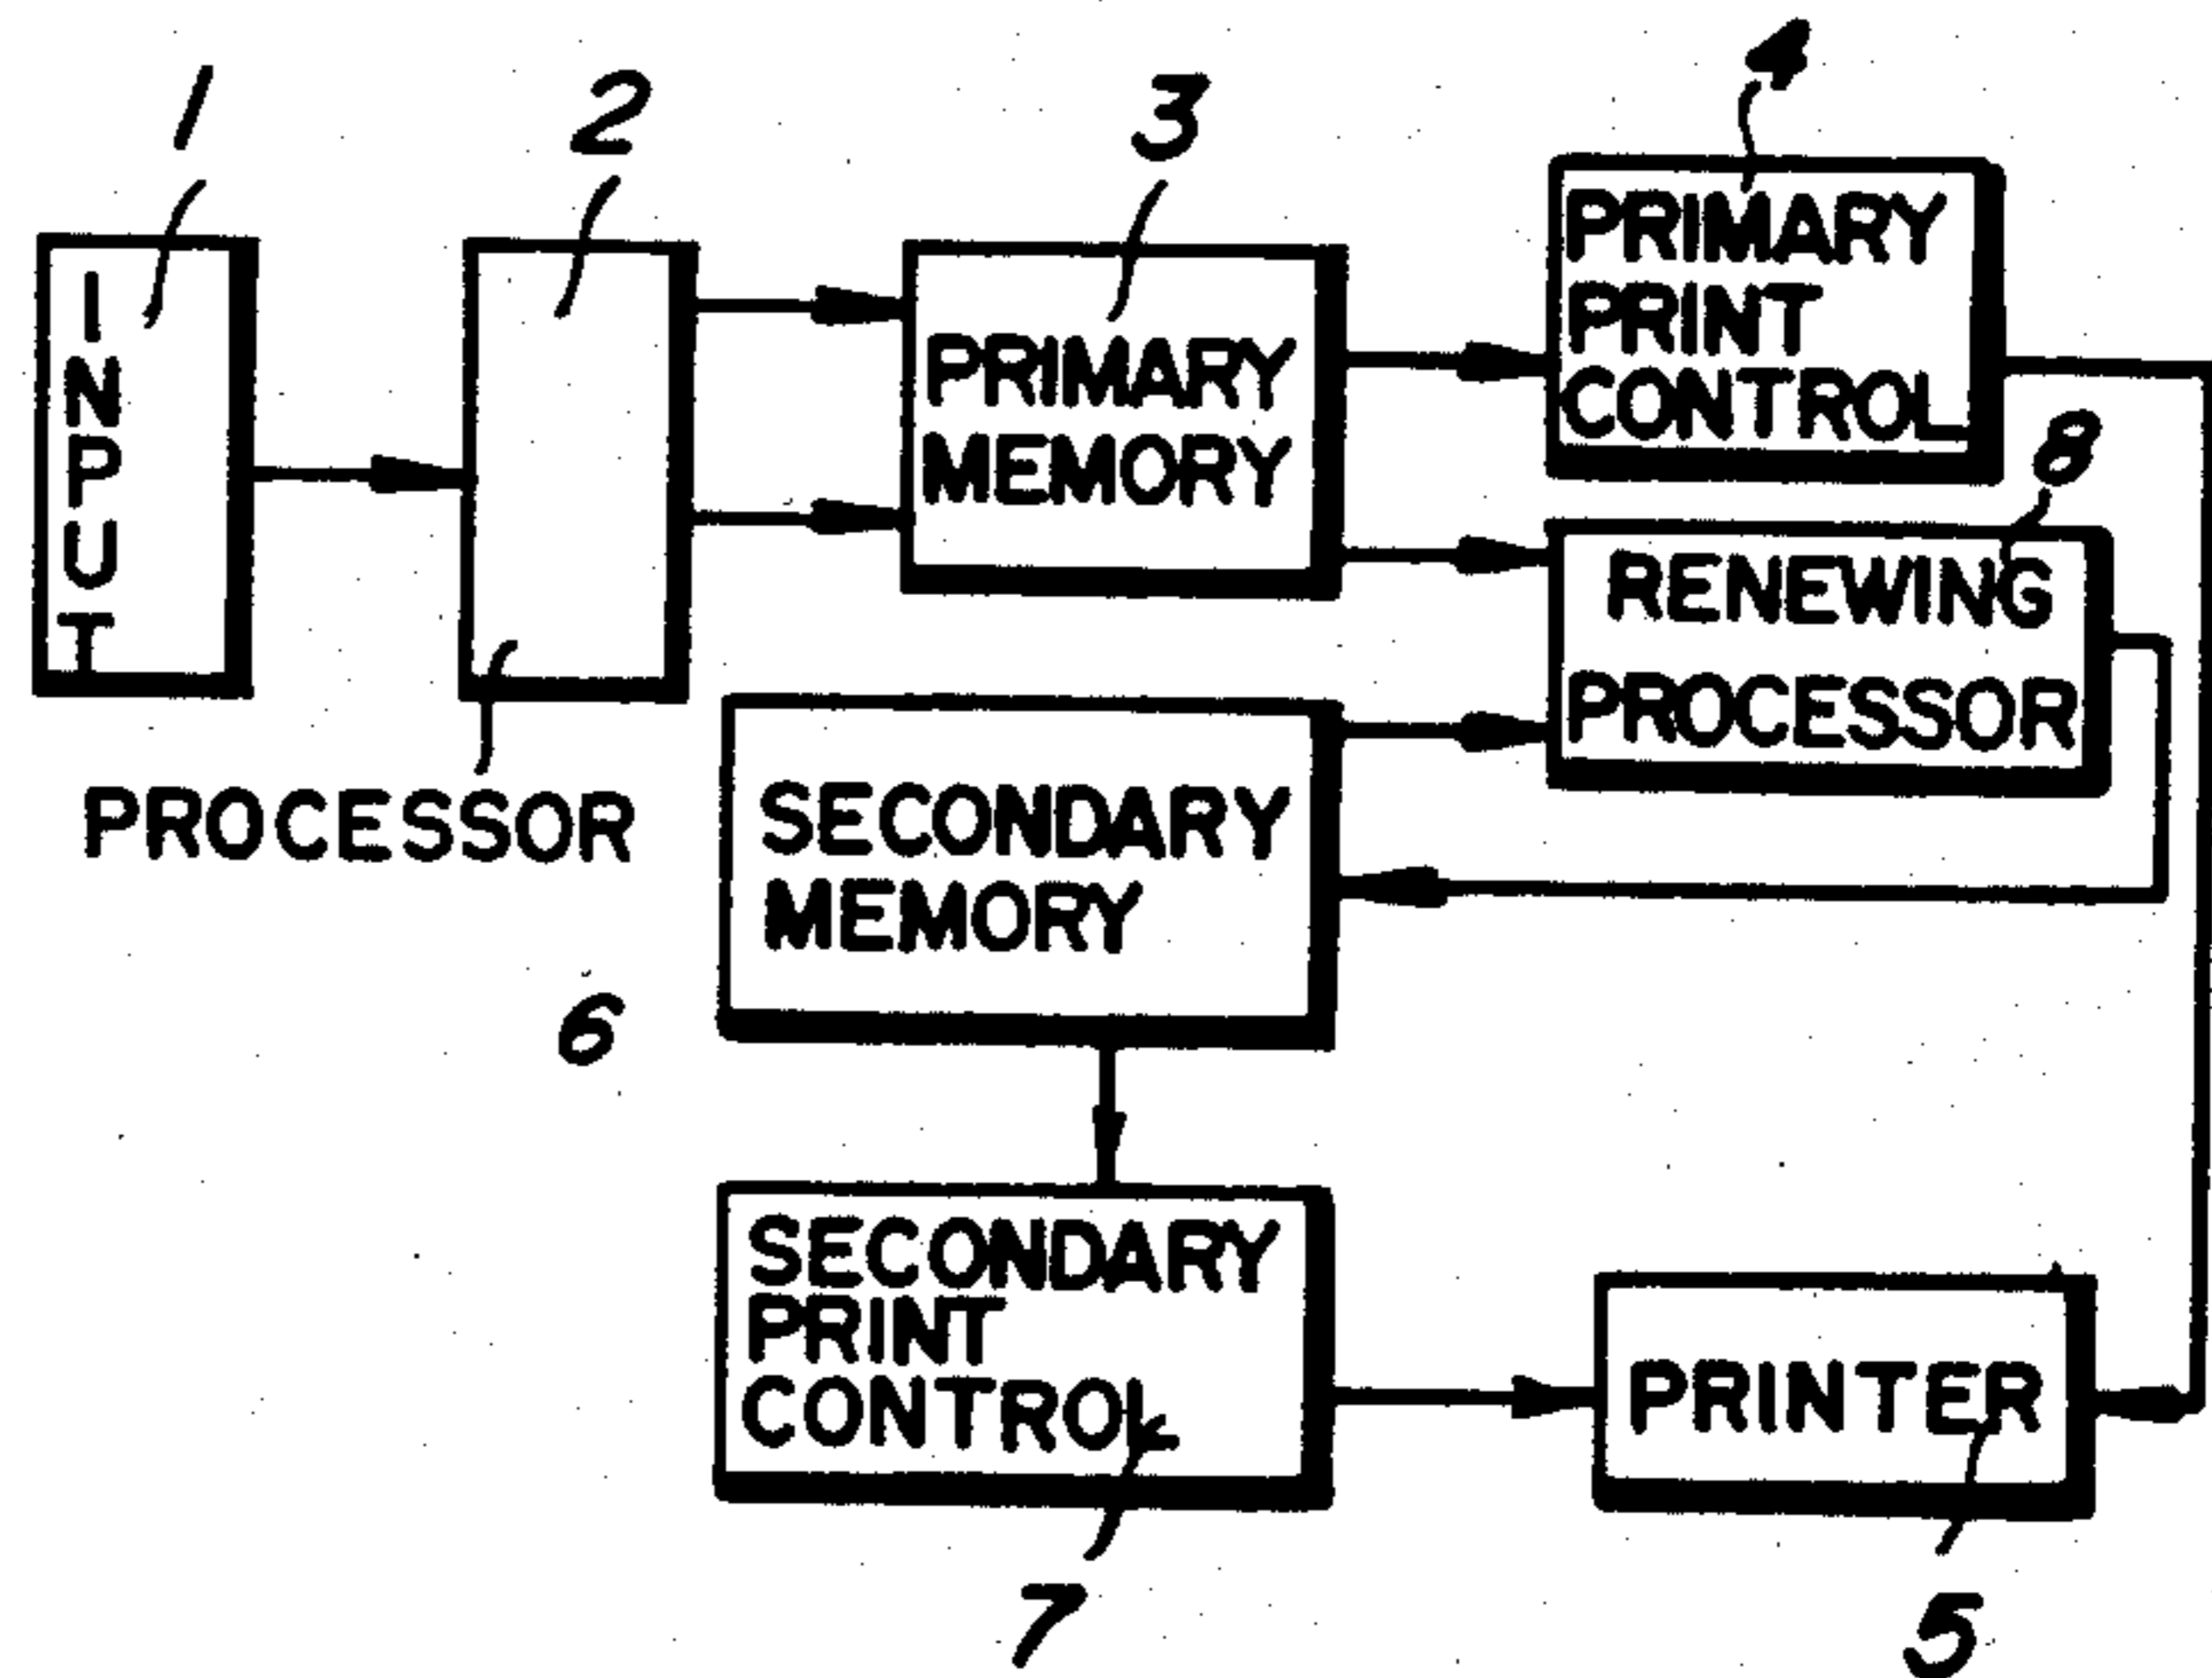 1
2
3
4
INPUT
PRIMARY
MEMORY
PRIMARY
PRINT
CONTROL
8
RENEWING
PROCESSOR
PROCESSOR
SECONDARY
MEMORY
6
SECONDARY
PRINT
CONTROL
PRINTER
7
5